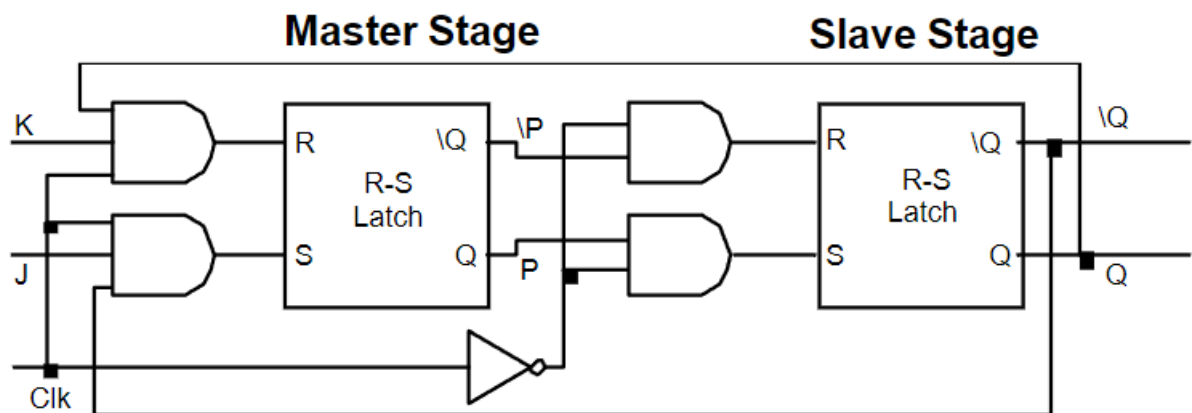 Master Stage
Slave Stage
K
R
\Q
\P
R
\Q
\Q
R-S
Latch
R-S
Latch
J
S
Q
P
S
Q
Q
Clk